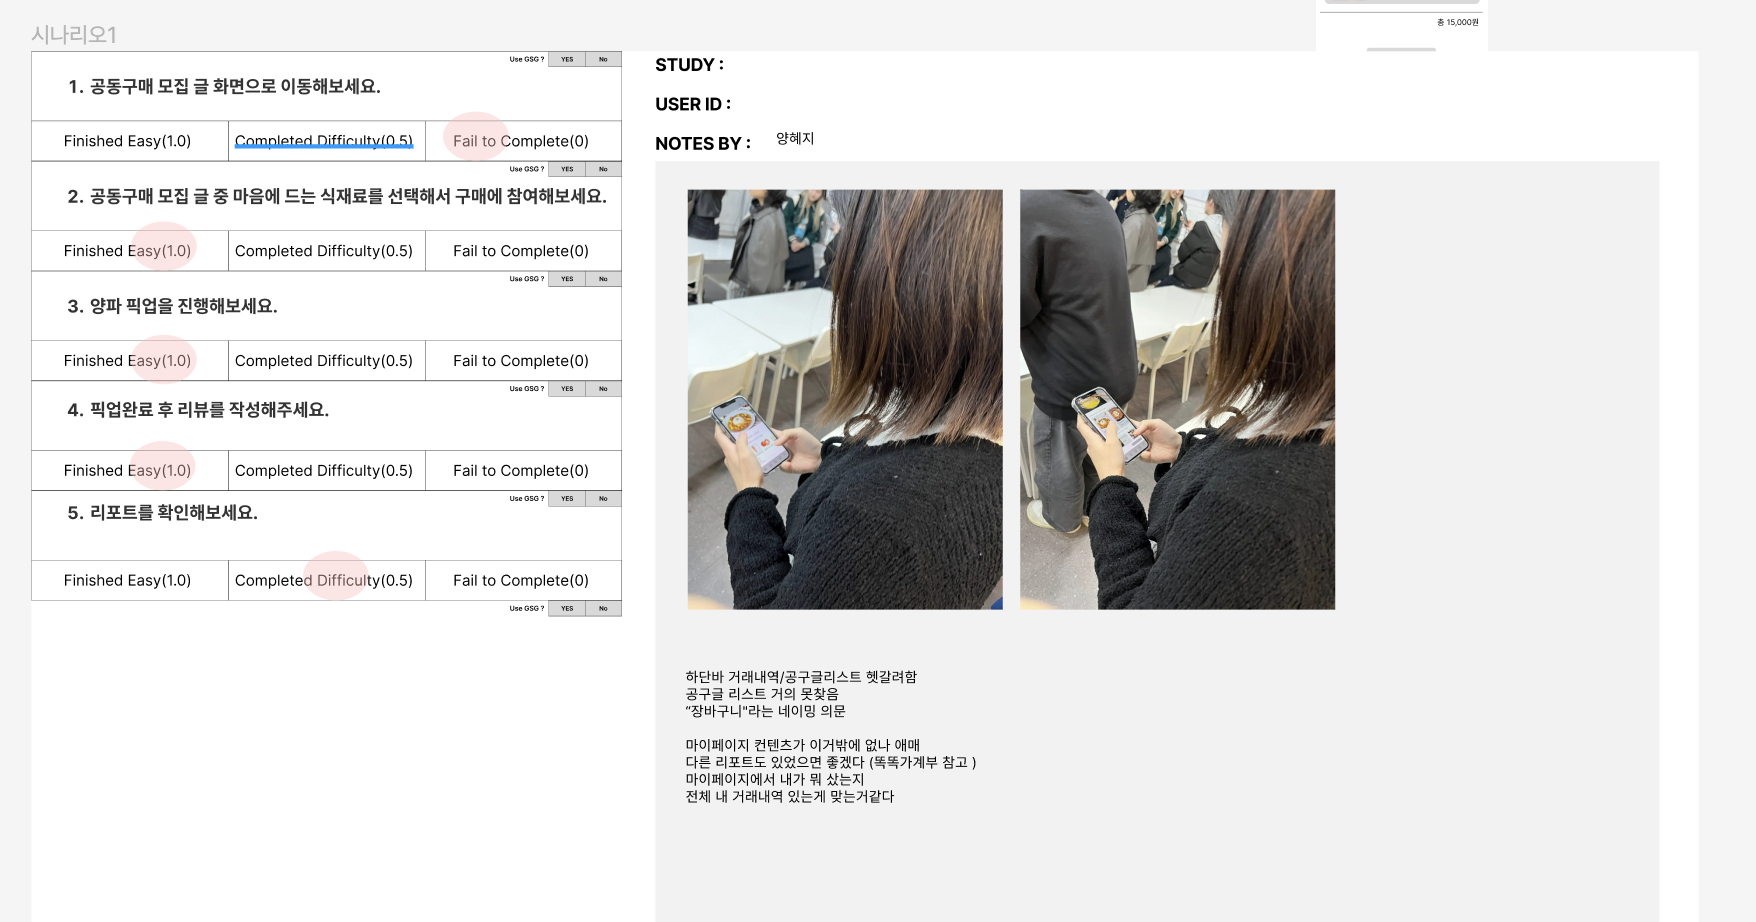 총 15,000원
시나리오1
Use GSG ? YES No
1. 공동구매 모집 글 화면으로 이동해보세요.
Finished Easy(1.0) Completed Difficulty(0.5) Fail to Complete(0)
Use GSG ? YES No
2. 공동구매 모집 글 중 마음에 드는 식재료를 선택해서 구매에 참여해보세요.
Finished Easy(1.0) Completed Difficulty(0.5) Fail to Complete(0)
Use GSG ? YES No
3. 양파 픽업을 진행해보세요.
Finished Easy(1.0) Completed Difficulty(0.5) Fail to Complete(0)
Use GSG ? YES No
4. 픽업완료 후 리뷰를 작성해주세요.
Finished Easy(1.0) Completed Difficulty(0.5) Fail to Complete(0)
Use GSG ? YES No
5. 리포트를 확인해보세요.
Finished Easy(1.0) Completed Difficulty(0.5) Fail to Complete(0)
Use GSG ? YES No
STUDY :
USER ID :
NOTES BY : 양혜지
하단바 거래내역/공구글리스트 헷갈려함
공구글 리스트 거의 못찾음
“장바구니"라는 네이밍 의문
마이페이지 컨텐츠가 이거밖에 없나 애매
다른 리포트도 있었으면 좋겠다 (똑똑가계부 참고 )
마이페이지에서 내가 뭐 샀는지
전체 내 거래내역 있는게 맞는거같다